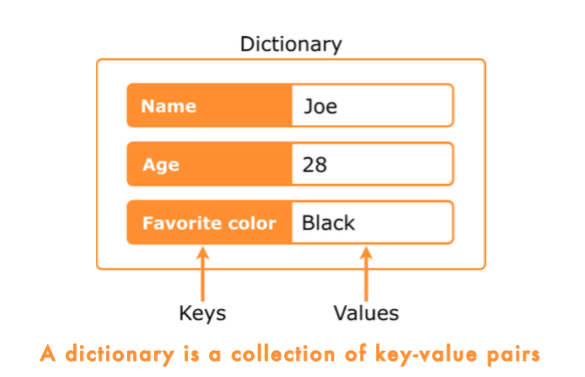 Dictionary
Name Joe
Age 28
Favorite color Black
Keys Values
A dictionary is a collection of key-value pairs